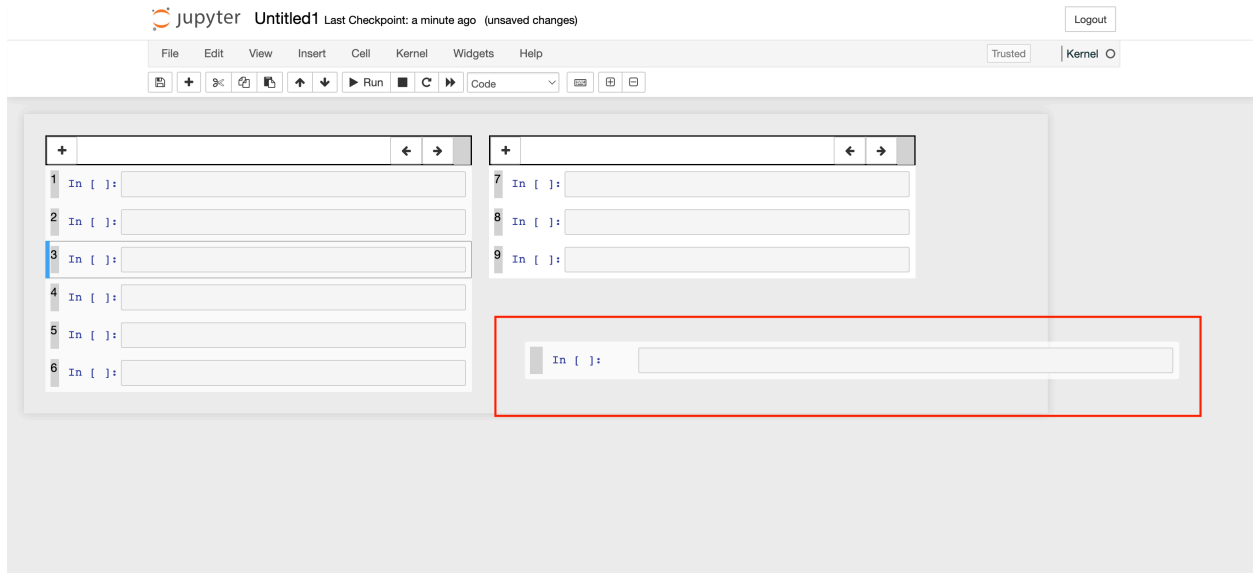 jupyter Untitled1 Last Checkpoint: a minute ago (unsaved changes) Logout
File Edit View Insert Cell Kernel Widgets Help Trusted Kernel
Run Code
1 In [ ]:
2 In [ ]:
3 In [ ]:
4 In [ ]:
5 In [ ]:
6 In [ ]:
7 In [ ]:
8 In [ ]:
9 In [ ]:
In [ ]: